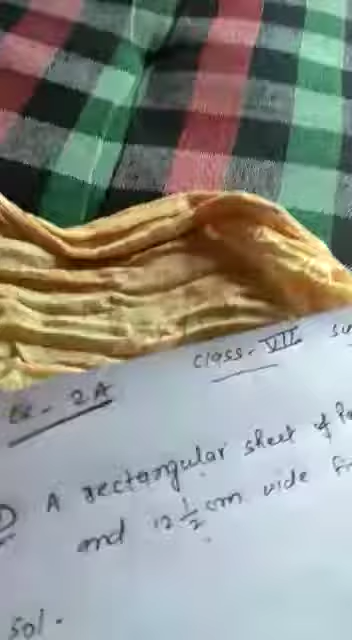 Class - VII
Ex - 2A
A rectangular sheet of
and 12 1/2 cm wide
Sol.